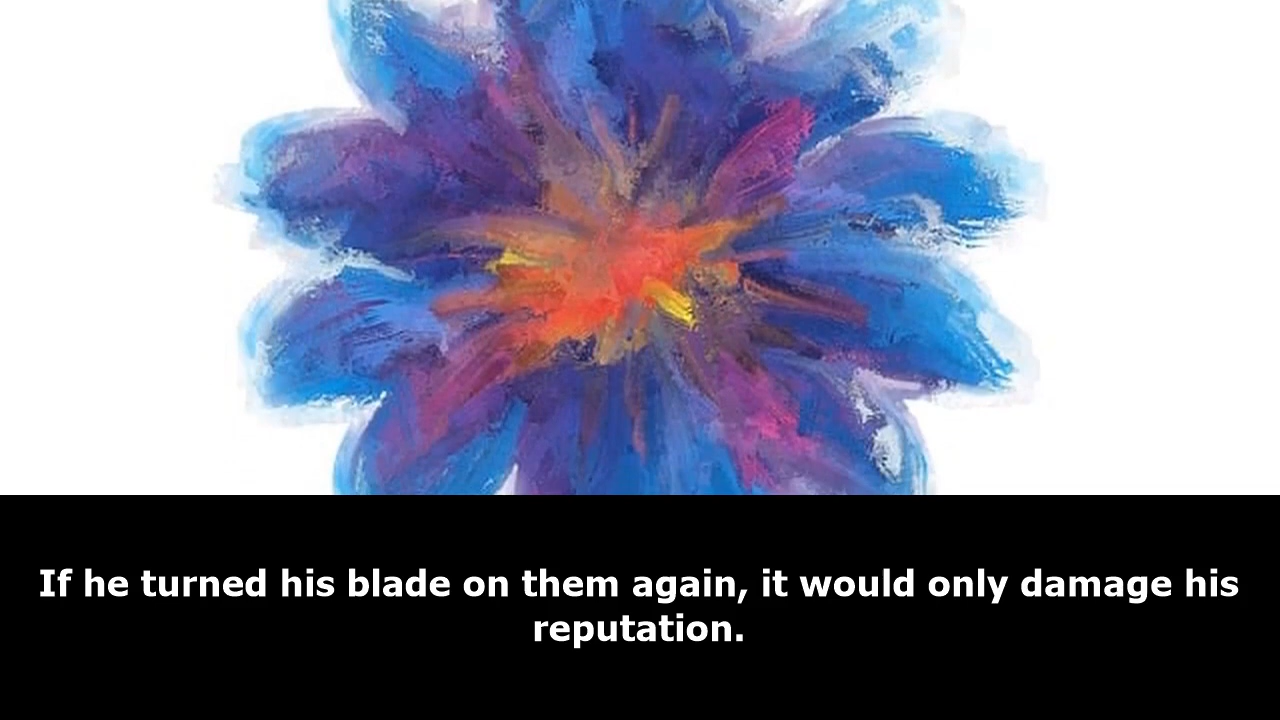 If he turned his blade on them again, it would only damage his
reputation.